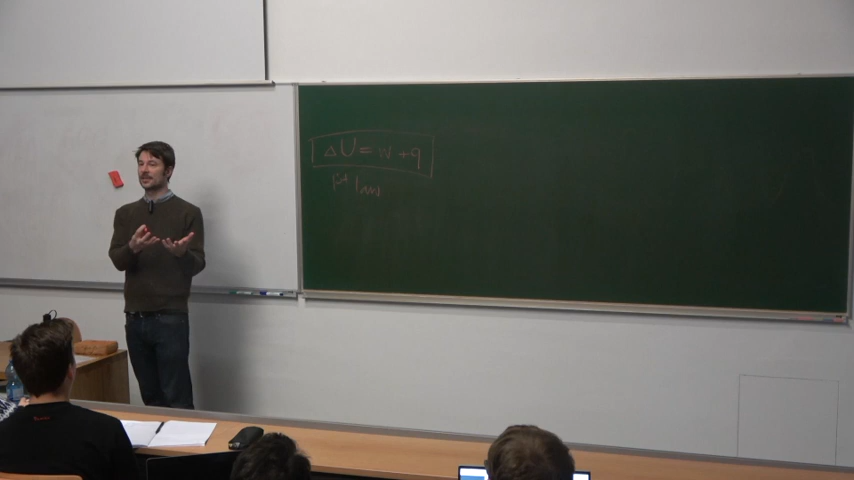 ΔU = w + q
1st law